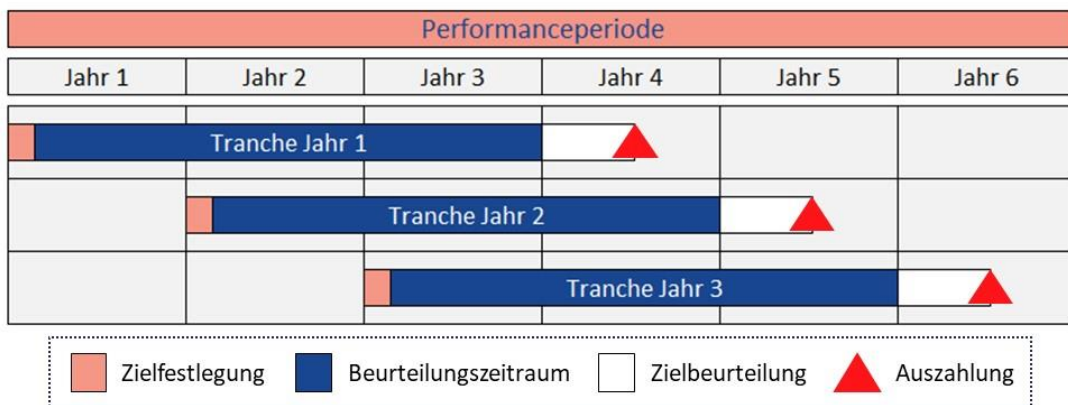 Performanceperiode
Jahr 1 Jahr 2 Jahr 3 Jahr 4 Jahr 5 Jahr 6
Tranche Jahr 1
Tranche Jahr 2
Tranche Jahr 3
Zielfestlegung Beurteilungszeitraum Zielbeurteilung Auszahlung